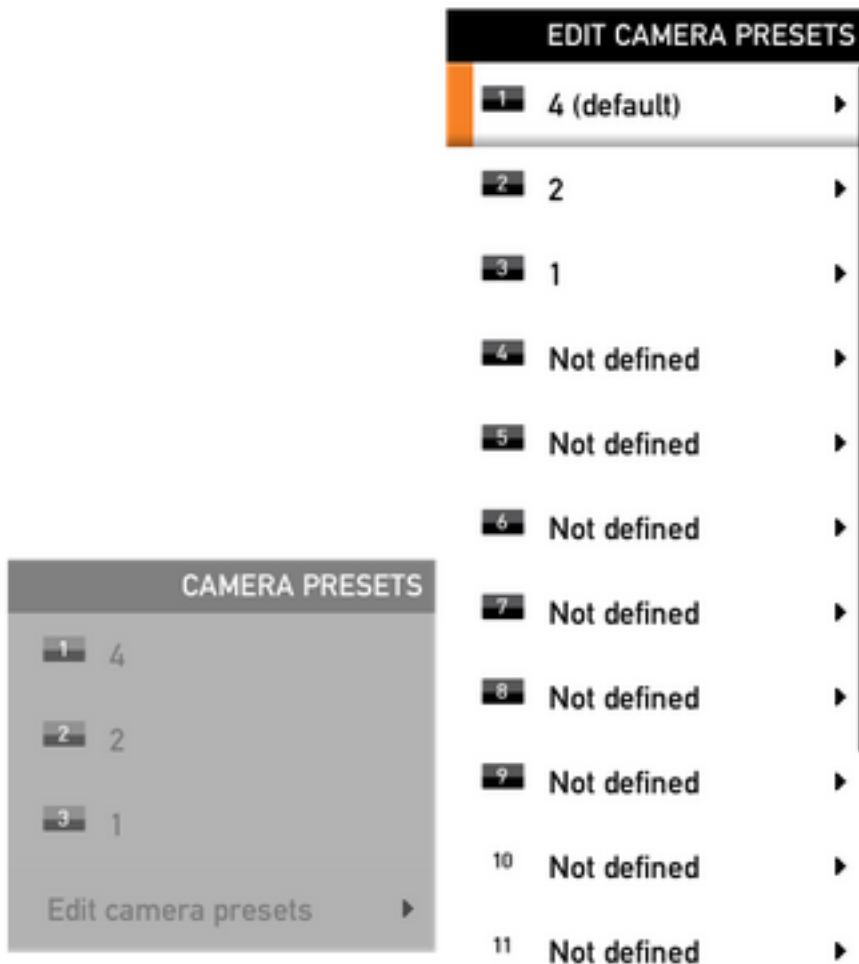 EDIT CAMERA PRESETS
1 4 (default)
2 2
3 1
4 Not defined
5 Not defined
6 Not defined
7 Not defined
8 Not defined
9 Not defined
10 Not defined
11 Not defined
CAMERA PRESETS
1 4
2 2
3 1
Edit camera presets